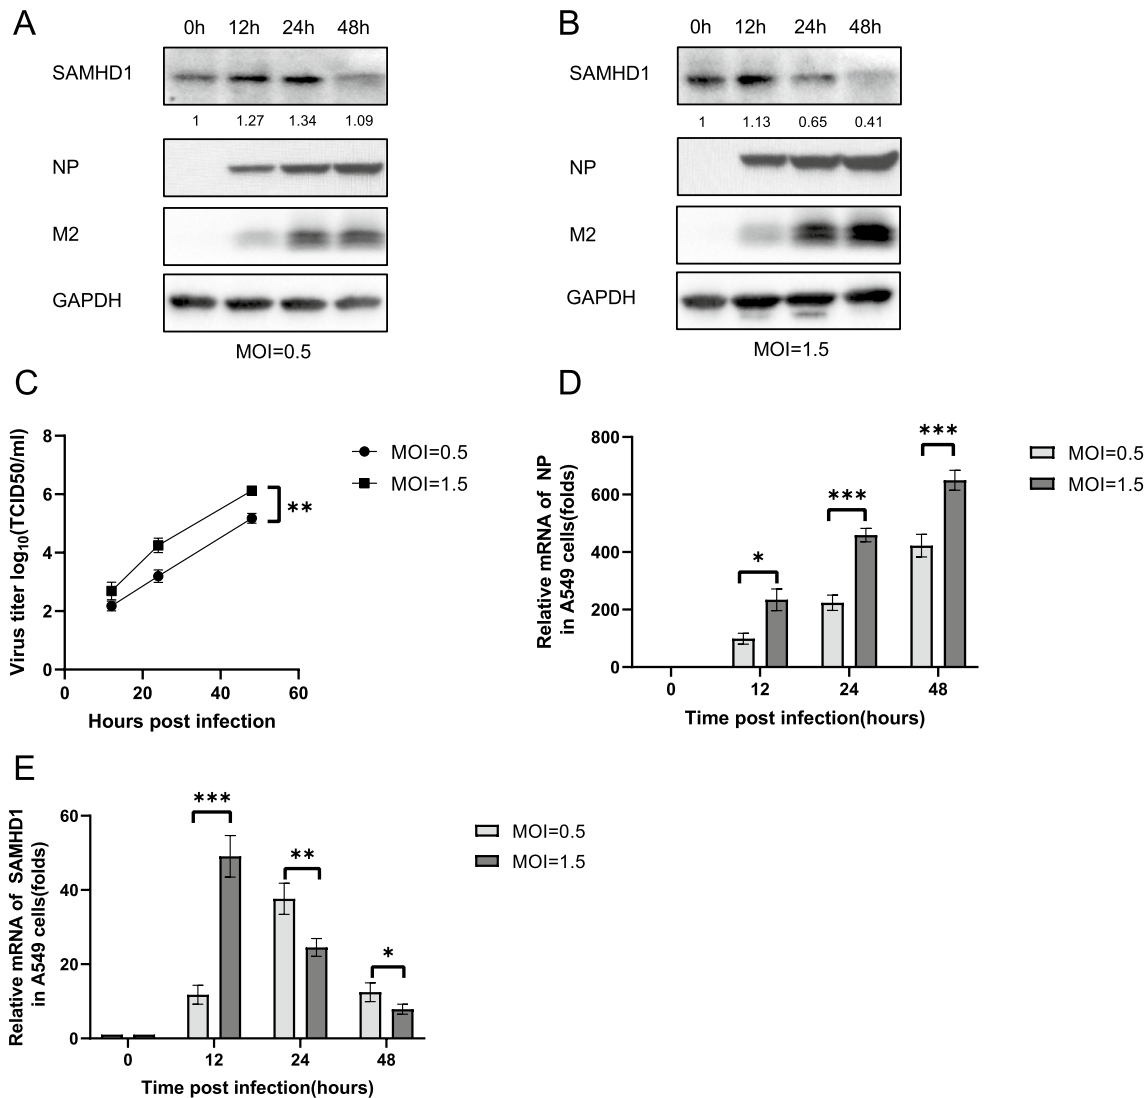 A
0h 12h 24h 48h
SAMHD1
1 1.27 1.34 1.09
NP
M2
GAPDH
MOI=0.5
B
0h 12h 24h 48h
SAMHD1
1 1.13 0.65 0.41
NP
M2
GAPDH
MOI=1.5
C
Virus titer log10(TCID50/ml)
8
6
4
2
0
0 20 40 60
Hours post infection
MOI=0.5
MOI=1.5
**
D
Relative mRNA of NP
in A549 cells(folds)
800
600
400
200
0
* *** ***
0 12 24 48
Time post infection(hours)
MOI=0.5
MOI=1.5
E
Relative mRNA of SAMHD1
in A549 cells(folds)
60
40
20
0
*** ** *
0 12 24 48
Time post infection(hours)
MOI=0.5
MOI=1.5